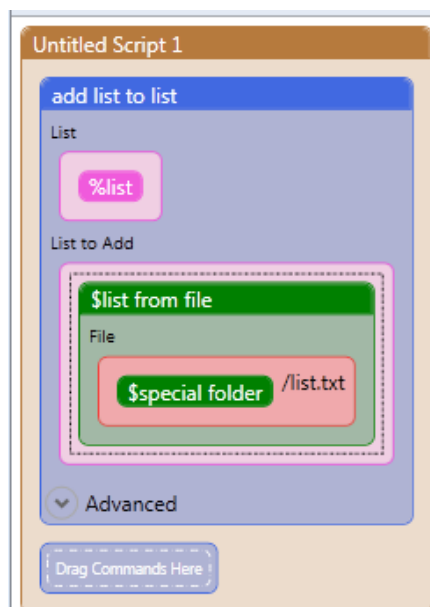 Untitled Script 1
add list to list
List
%list
List to Add
$list from file
File
$special folder /list.txt
Advanced
Drag Commands Here